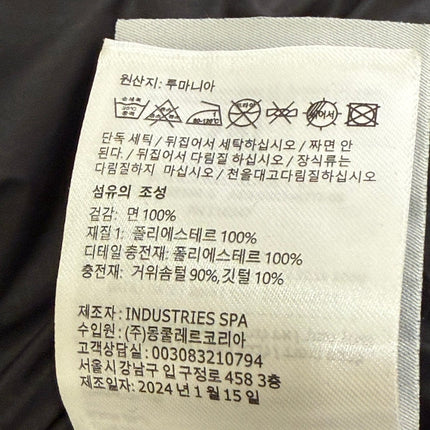 원산지: 루마니아
단독 세틱 / 뒤집어서 세탁하십시오 / 짜면 안
된다. / 뒤집어서 다림질 하십시오 / 장식류는
다림질하지 마십시오 / 천을대고다림질하십시오
섬유의 조성
겉감: 면 100%
재질 1: 폴리에스테르 100%
디테일 충전재: 폴리에스테르 100%
충전재: 거위솜털 90%,깃털 10%
제조자: INDUSTRIES SPA
수입원: (주)몽클레르코리아
고객상담실: 003083210794
서울시 강남구 압구정로 458 3층
제조일자: 2024 년 1 월 15 일